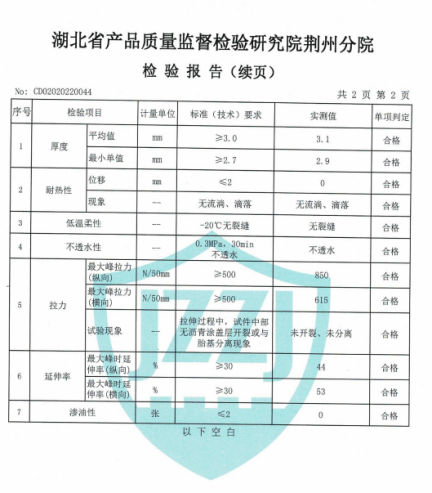 湖北省产品质量监督检验研究院荆州分院
检 验 报 告（续页）
No: CD02020220044
共 2 页 第 2 页
序号 检验项目 计量单位 标准（技术）要求 实测值 单项判定
1 厚度 平均值 mm ≥3.0 3.1 合格
最小单值 mm ≥2.7 2.9 合格
2 耐热性 位移 mm ≤2 0 合格
现象 -- 无流淌、滴落 无流淌、滴落 合格
3 低温柔性 -- -20℃无裂缝 无裂缝 合格
4 不透水性 -- 0.3MPa，30min
不透水 不透水 合格
5 拉力 最大峰拉力
(纵向) N/50mm ≥500 850 合格
最大峰拉力
(横向) N/50mm ≥500 615 合格
试验现象 -- 拉伸过程中，试件中部
无沥青涂盖层开裂或与
胎基分离现象 未开裂、未分离 合格
6 延伸率 最大峰时延
伸率(纵向) % ≥30 44 合格
最大峰时延
伸率(横向) % ≥30 53 合格
7 渗油性 张 ≤2 0 合格
以 下 空 白
JZZJ